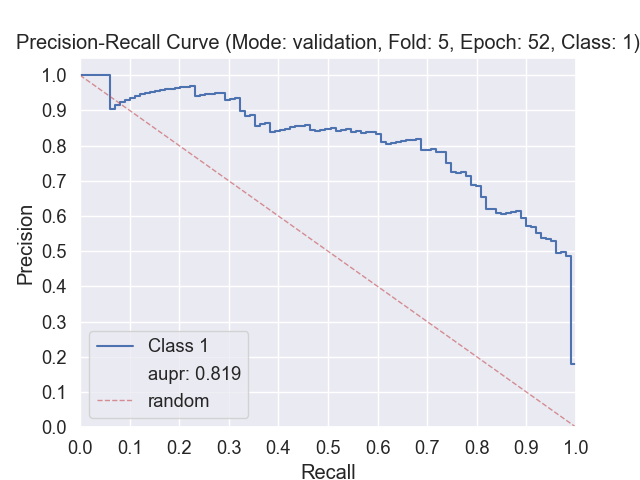 Precision-Recall Curve (Mode: validation, Fold: 5, Epoch: 52, Class: 1)
1.0
0.9
0.8
0.7
0.6
0.5
0.4
0.3
0.2
0.1
0.0
Precision
Class 1
aupr: 0.819
random
0.0 0.1 0.2 0.3 0.4 0.5 0.6 0.7 0.8 0.9 1.0
Recall